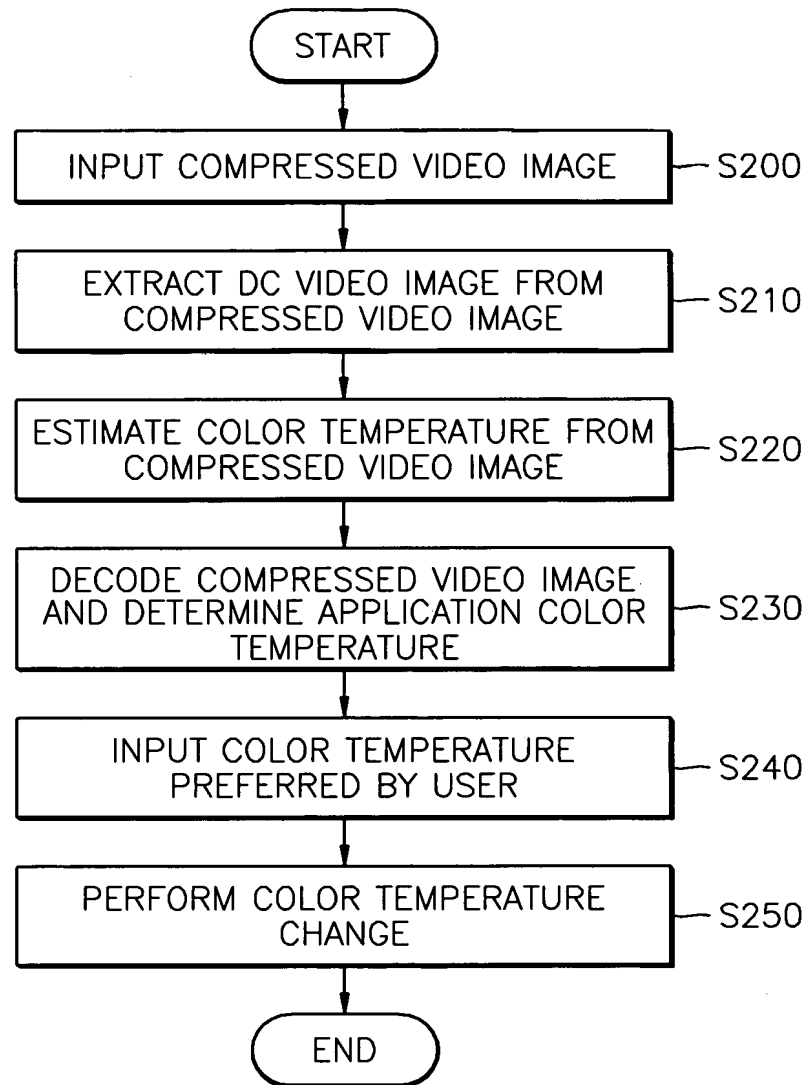 START
INPUT COMPRESSED VIDEO IMAGE
S200
EXTRACT DC VIDEO IMAGE FROM
COMPRESSED VIDEO IMAGE
S210
ESTIMATE COLOR TEMPERATURE FROM
COMPRESSED VIDEO IMAGE
S220
DECODE COMPRESSED VIDEO IMAGE
AND DETERMINE APPLICATION COLOR
TEMPERATURE
S230
INPUT COLOR TEMPERATURE
PREFERRED BY USER
S240
PERFORM COLOR TEMPERATURE
CHANGE
S250
END